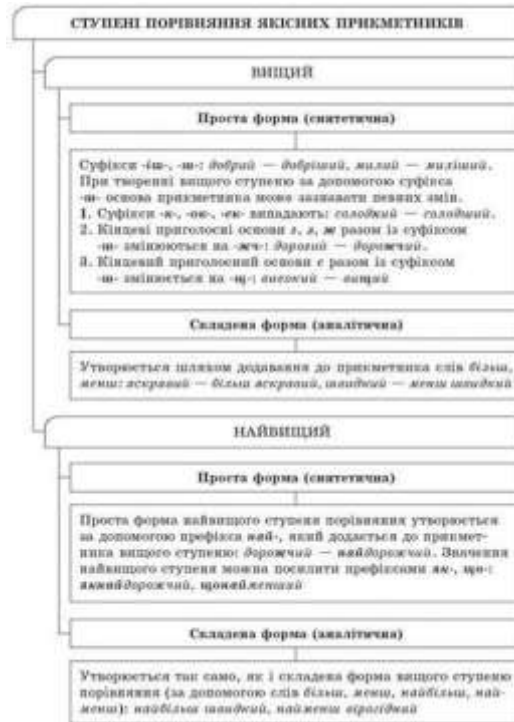 СТУПЕНІ ПОРІВНЯННЯ ЯКІСНИХ ПРИКМЕТНИКІВ
ВИЩИЙ
Проста форма (синтетична)
Суфікси -іш-, -ш-: добрий — добріший, милий — миліший.
При творенні вищого ступеню за допомогою суфікса
-ш- основа прикметника може зазнавати певних змін.
1. Суфікси -к-, -ок-, -ек- випадають: солодкий — солодший.
2. Кінцеві приголосні основи г, з, ж разом із суфіксом
-ш- змінюються на -жч-: дорогий — дорожчий.
3. Кінцевий приголосний основи с разом із суфіксом
-ш- змінюється на -щ-: високий — вищий
Складена форма (аналітична)
Утворюється шляхом додавання до прикметника слів більш,
менш: яскравий — більш яскравий, швидкий — менш швидкий
НАЙВИЩИЙ
Проста форма (синтетична)
Проста форма найвищого ступеня порівняння утворюється
за допомогою префікса най-, який додається до прикмет-
ника вищого ступеню: дорожчий — найдорожчий. Значення
найвищого ступеня можна посилити префіксами як-, що-:
якнайдорожчий, щонайменший
Складена форма (аналітична)
Утворюється так само, як і складена форма вищого ступеню
порівняння (за допомогою слів більш, менш, найбільш, най-
менш): найбільш швидкий, найменш вірогідний